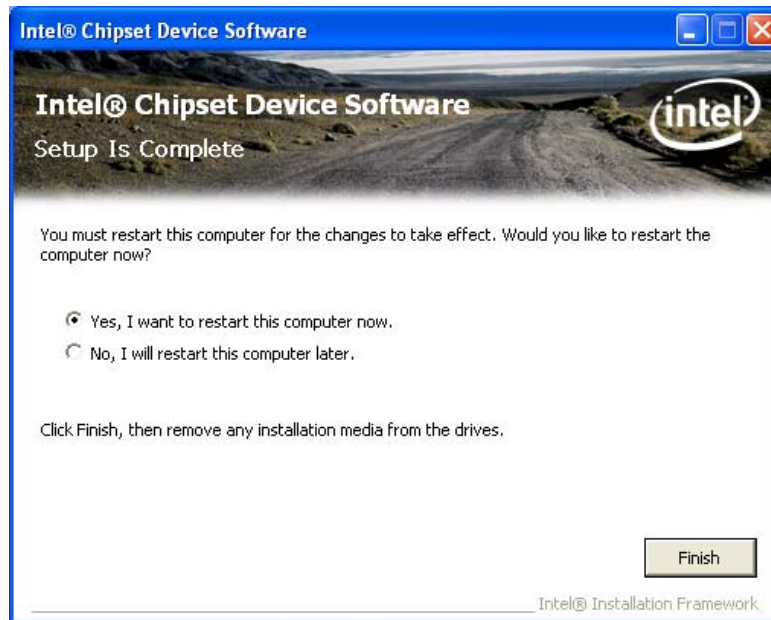 Intel® Chipset Device Software
Intel® Chipset Device Software
intel
Setup Is Complete
You must restart this computer for the changes to take effect. Would you like to restart the
computer now?
Yes, I want to restart this computer now.
No, I will restart this computer later.
Click Finish, then remove any installation media from the drives.
Finish
Intel® Installation Framework